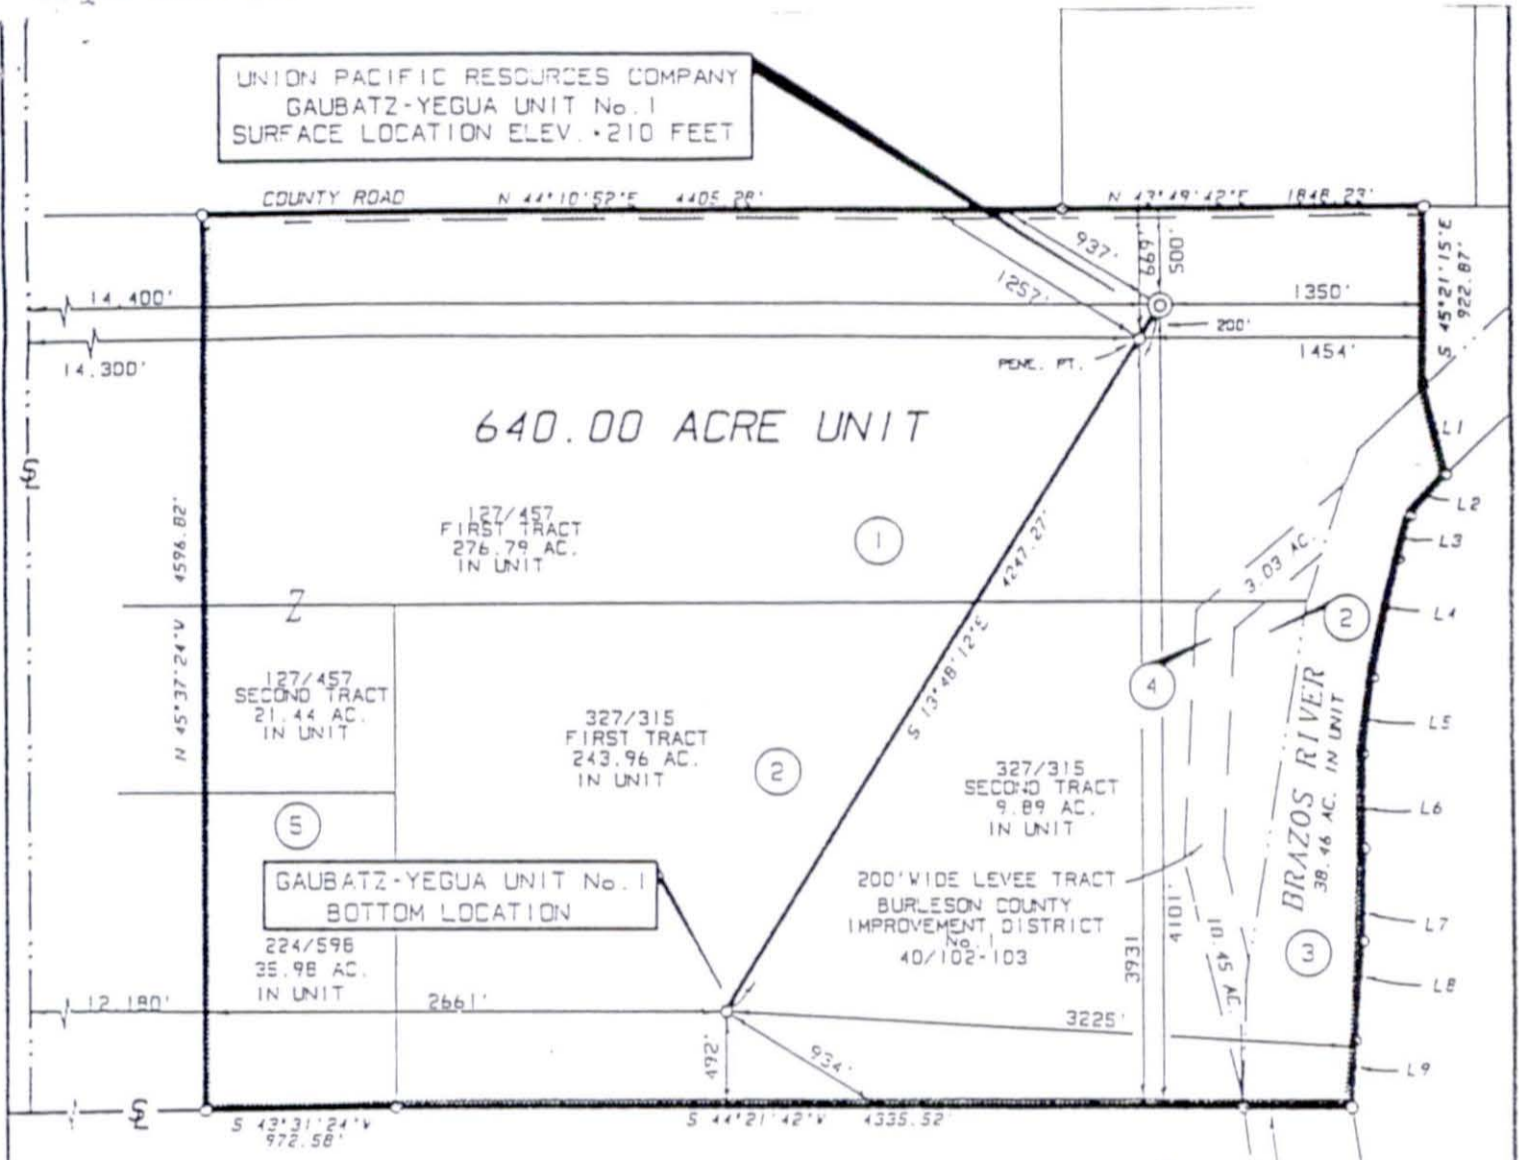 UNION PACIFIC RESOURCES COMPANY
GAUBATZ-YEGUA UNIT No.1
SURFACE LOCATION ELEV. +210 FEET
COUNTY ROAD
N 44°10'52"E 4405.28'
N 43°49'42"E 1848.23'
S 45°21'15"E
922.87'
937'
669'
500'
1257'
14.400'
1350'
200'
14.300'
1454'
PENE. PT.
640.00 ACRE UNIT
L1
L2
L3
L4
L5
L6
L7
L8
L9
N 45°37'24"W 4596.82'
127/457
FIRST TRACT
276.79 AC.
IN UNIT
1
S 13°48'12"E 4247.27'
3.03 AC.
Z
2
4
127/457
SECOND TRACT
21.44 AC.
IN UNIT
327/315
FIRST TRACT
243.96 AC.
IN UNIT
2
327/315
SECOND TRACT
9.89 AC.
IN UNIT
BRAZOS RIVER
38.46 AC. IN UNIT
5
GAUBATZ-YEGUA UNIT No.1
BOTTOM LOCATION
200' WIDE LEVEE TRACT
BURLESON COUNTY
IMPROVEMENT DISTRICT
No.1
40/102-103
3931
4101'
10.45 AC.
3
224/598
35.98 AC.
IN UNIT
12.180'
2661'
3225'
492'
934'
S 43°31'24"W
972.58'
S 44°21'42"W 4335.52'